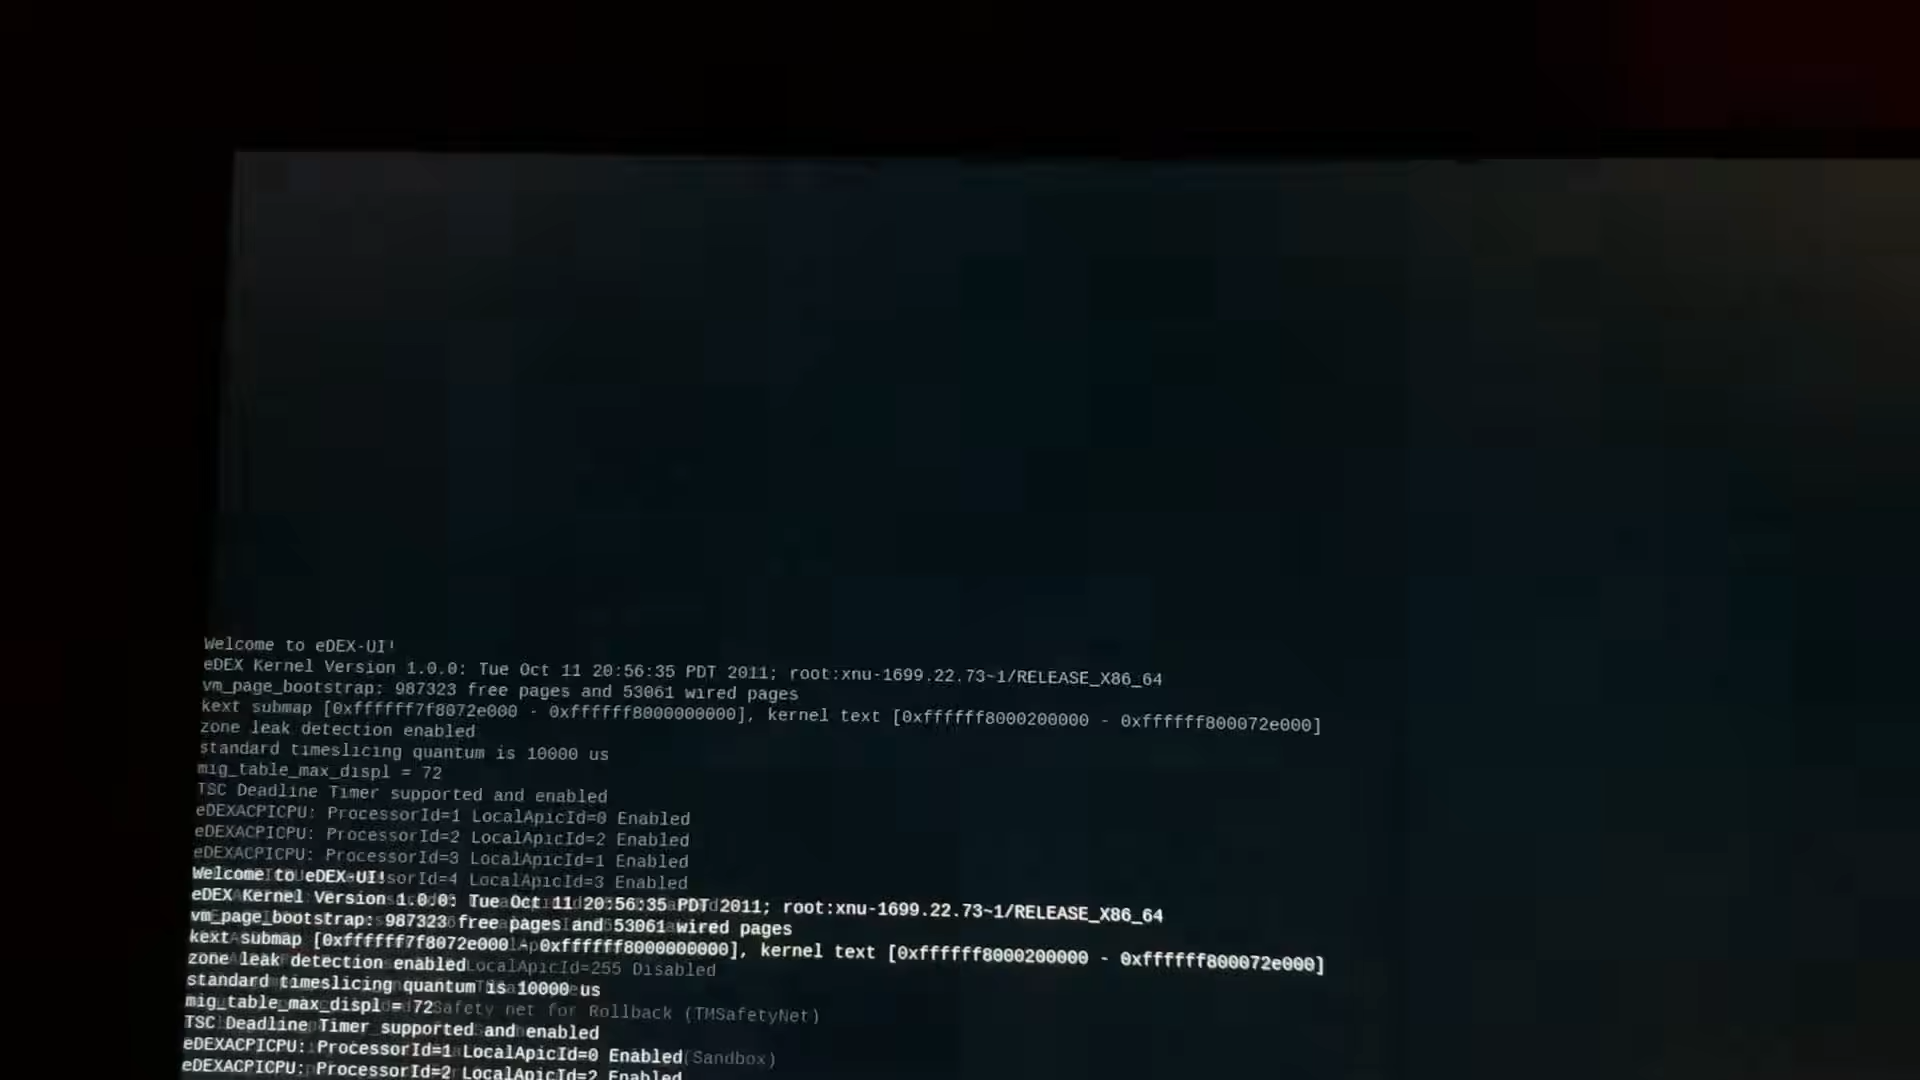 Welcome to eDEX-UI!
eDEX Kernel Version 1.0.0: Tue Oct 11 20:56:35 PDT 2011; root:xnu-1699.22.73~1/RELEASE_X86_64
vm_page_bootstrap: 987323 free pages and 53061 wired pages
kext submap [0xffffff7f8072e000 - 0xffffff8000000000], kernel text [0xffffff8000200000 - 0xffffff800072e000]
zone leak detection enabled
standard timeslicing quantum is 10000 us
mig_table_max_displ = 72
TSC Deadline Timer supported and enabled
eDEXACPICPU: ProcessorId=1 LocalApicId=0 Enabled
eDEXACPICPU: ProcessorId=2 LocalApicId=2 Enabled
eDEXACPICPU: ProcessorId=3 LocalApicId=1 Enabled
LocalApicId=3 Enabled
Welcome to eDEX-UI!
eDEX Kernel Version 1.0.0: Tue Oct 11 20:56:35 PDT 2011; root:xnu-1699.22.73~1/RELEASE_X86_64
vm_page_bootstrap: 987323 free pages and 53061 wired pages
kext submap [0xffffff7f8072e000 - 0xffffff8000000000], kernel text [0xffffff8000200000 - 0xffffff800072e000]
zone leak detection enabled
LocalApicId=255 Disabled
standard timeslicing quantum is 10000 us
mig_table_max_displ = 72
Safety net for Rollback (TMSafetyNet)
TSC Deadline Timer supported and enabled
eDEXACPICPU: ProcessorId=1 LocalApicId=0 Enabled
(Sandbox)
eDEXACPICPU: ProcessorId=2 LocalApicId=2 Enabled